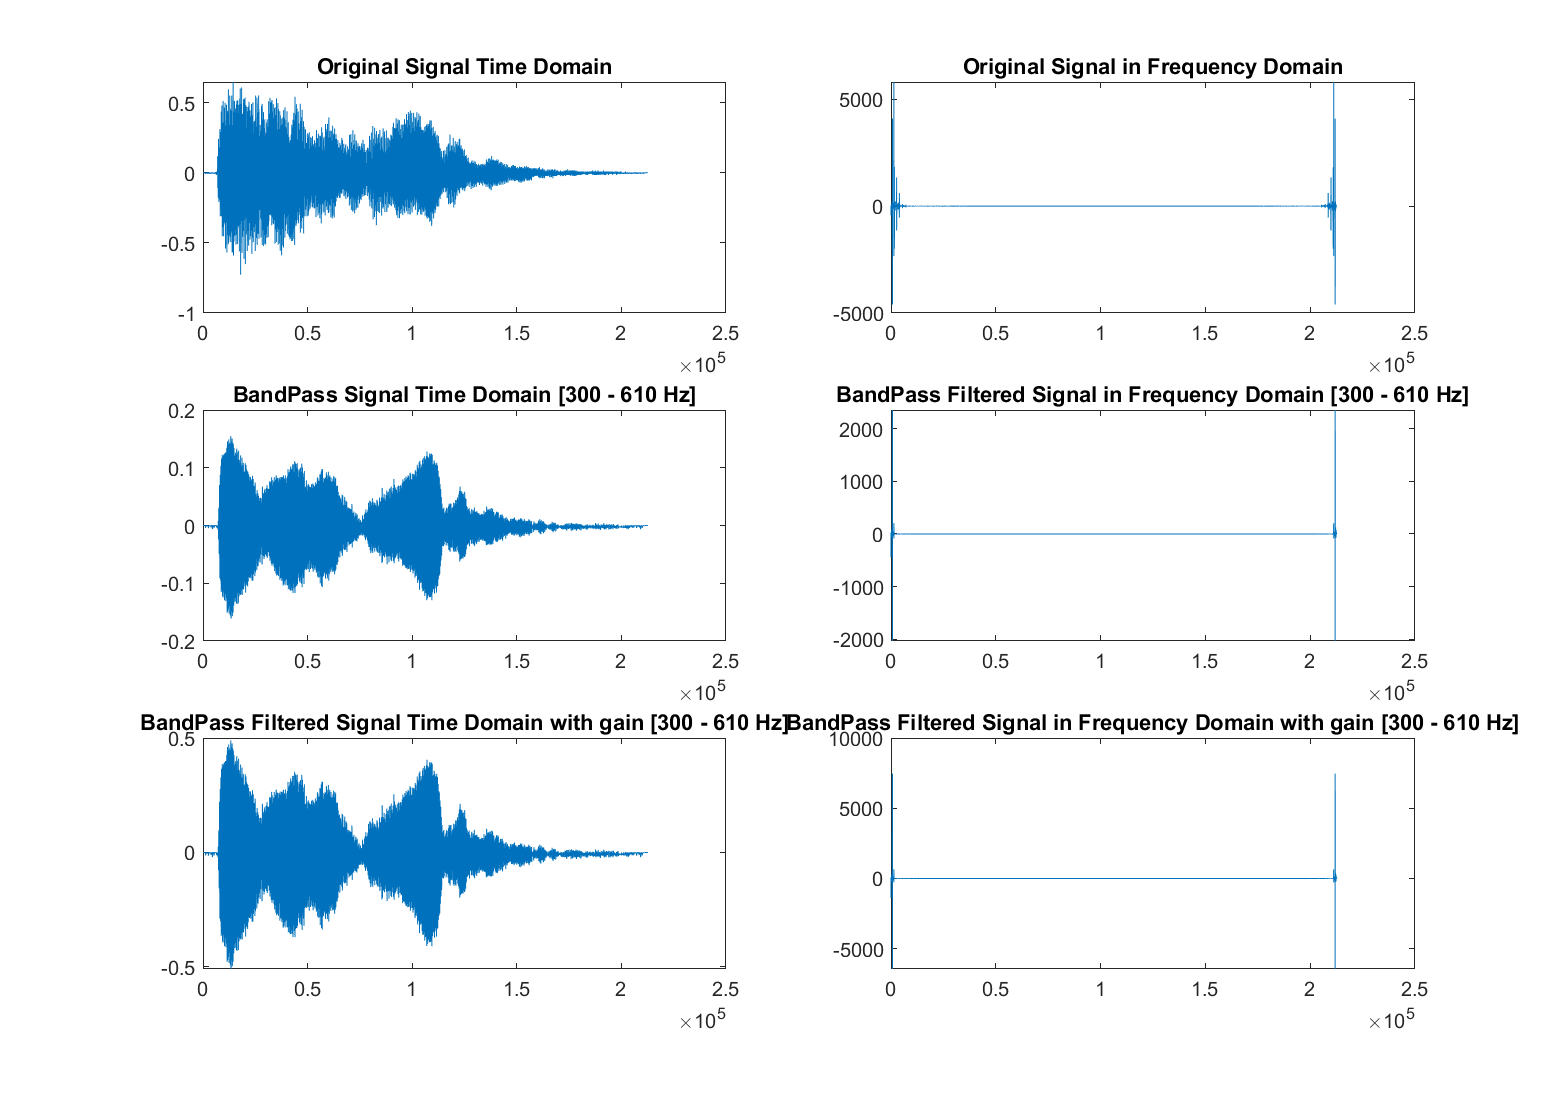 Original Signal Time Domain
0.5
0
-0.5
-1
0 0.5 1 1.5 2 2.5
×10^5
Original Signal in Frequency Domain
5000
0
-5000
0 0.5 1 1.5 2 2.5
×10^5
BandPass Signal Time Domain [300 - 610 Hz]
0.2
0.1
0
-0.1
-0.2
0 0.5 1 1.5 2 2.5
×10^5
BandPass Filtered Signal in Frequency Domain [300 - 610 Hz]
2000
1000
0
-1000
-2000
0 0.5 1 1.5 2 2.5
×10^5
BandPass Filtered Signal Time Domain with gain [300 - 610 Hz]
0.5
0
-0.5
0 0.5 1 1.5 2 2.5
×10^5
BandPass Filtered Signal in Frequency Domain with gain [300 - 610 Hz]
10000
5000
0
-5000
0 0.5 1 1.5 2 2.5
×10^5